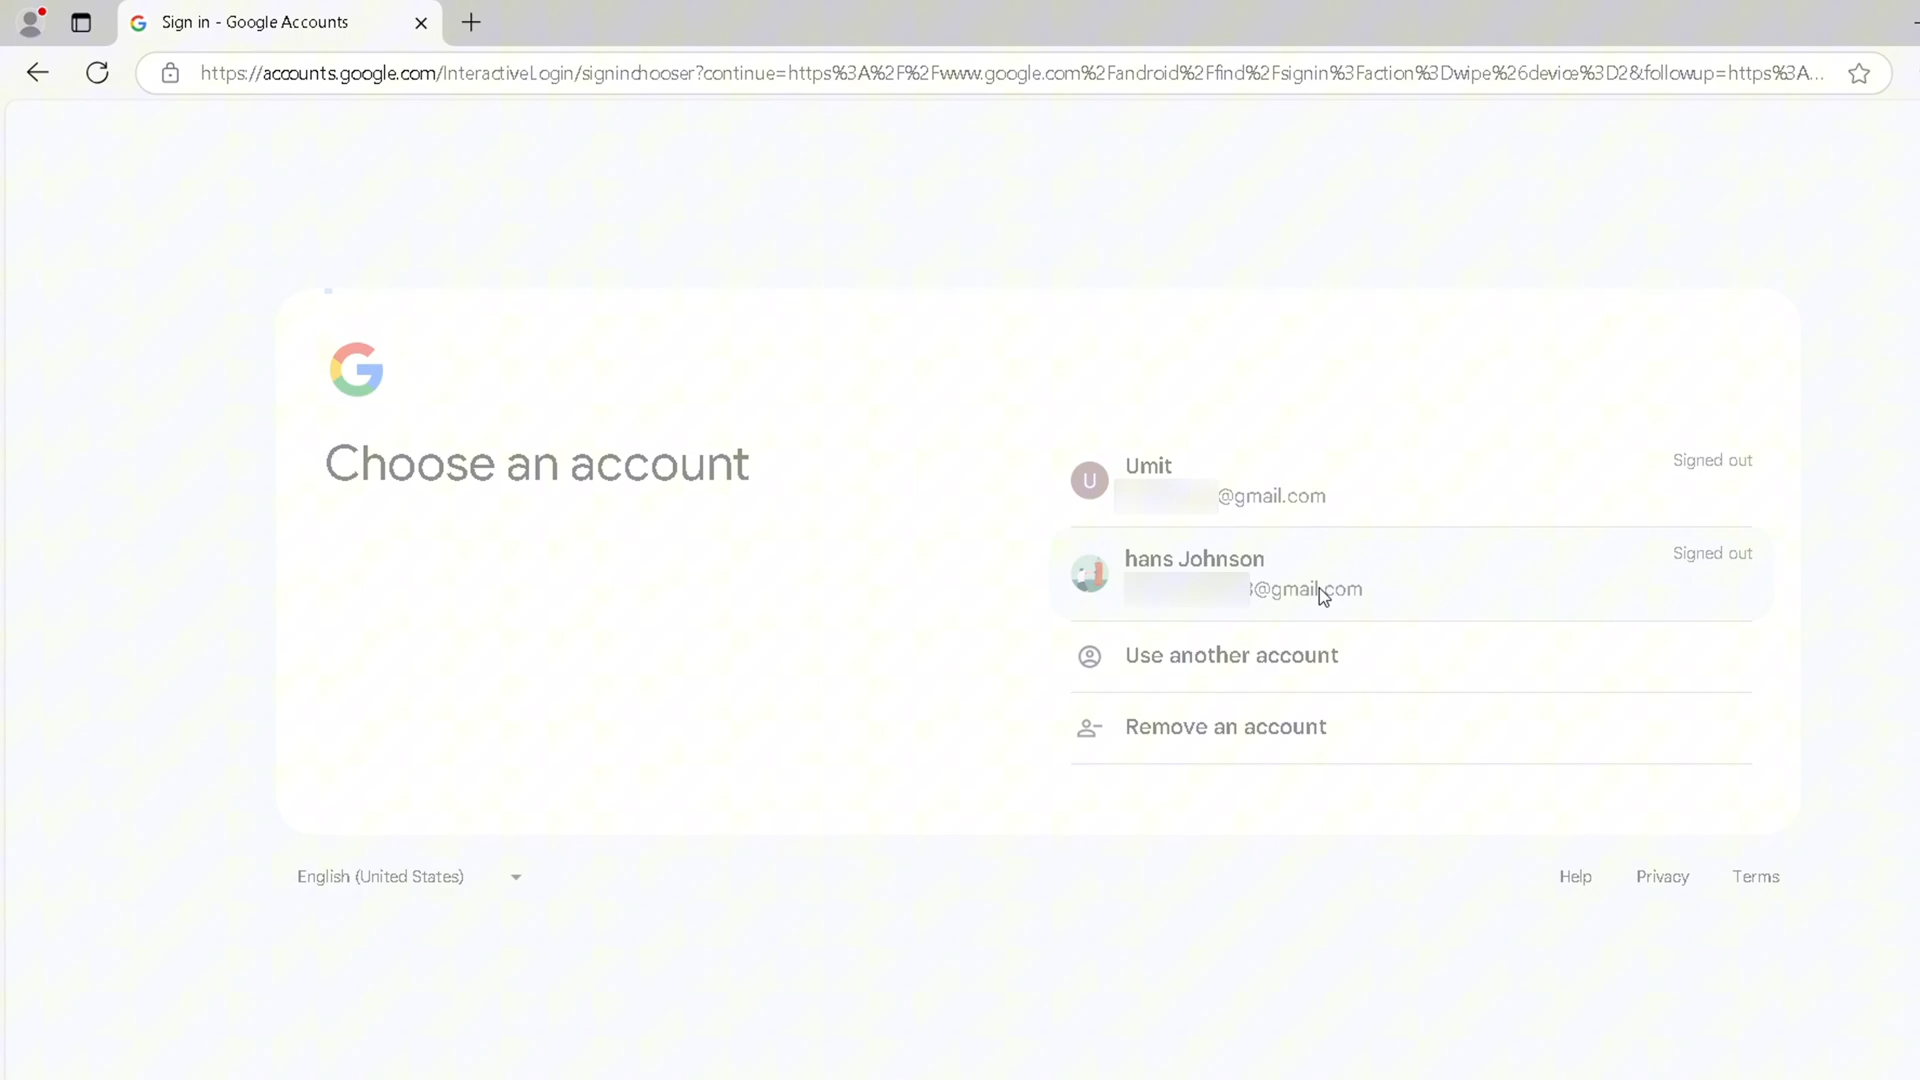 Sign in - Google Accounts
https://accounts.google.com/InteractiveLogin/signinchooser?continue=https%3A%2F%2Fwww.google.com%2Fandroid%2Ffind%2Fsignin%3Faction%3Dwipe%26device%3D2&followup=https%3A...
G
Choose an account
U
Umit
Signed out
@gmail.com
hans Johnson
Signed out
3@gmail.com
Use another account
Remove an account
English (United States)
Help
Privacy
Terms